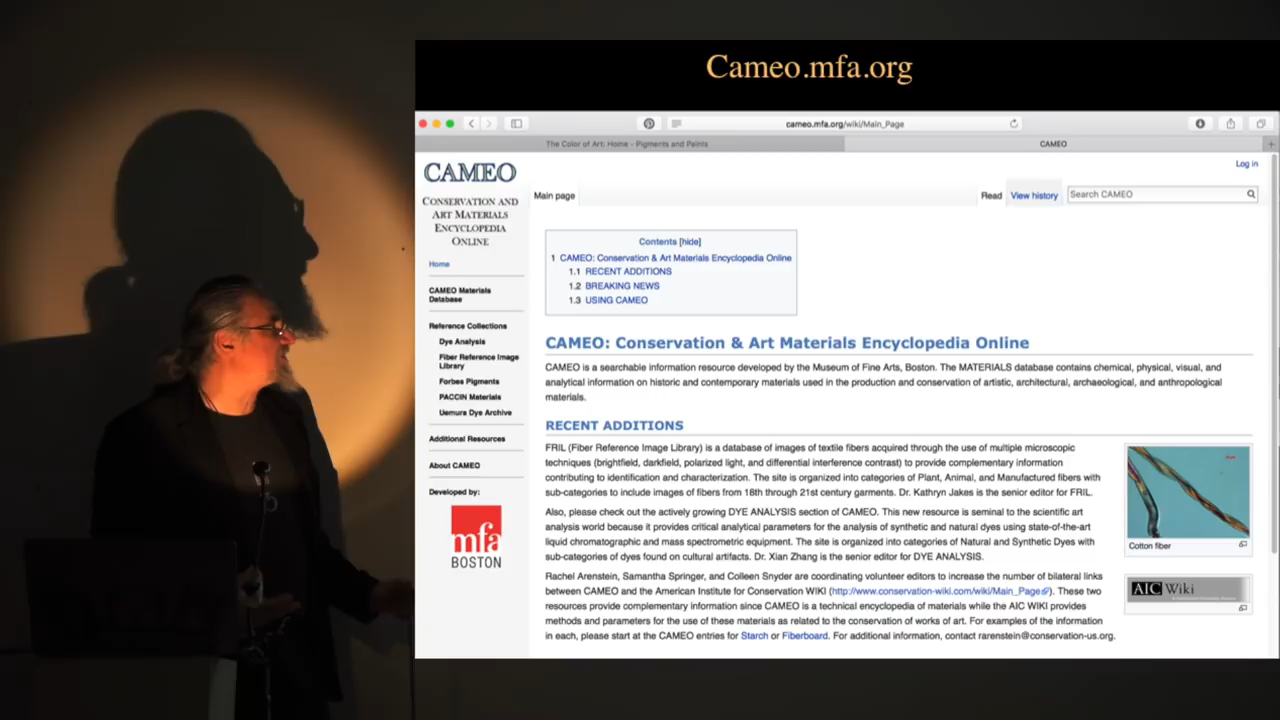 Cameo.mfa.org
cameo.mfa.org/wiki/Main_Page
The Color of Art: Home - Pigments and Paints
CAMEO
CAMEO
CONSERVATION AND
ART MATERIALS
ENCYCLOPEDIA
ONLINE
Home
CAMEO Materials
Database
Reference Collections
Dye Analysis
Fiber Reference Image
Library
Forbes Pigments
PACCIN Materials
Uemura Dye Archive
Additional Resources
About CAMEO
Developed by:
mfa
BOSTON
Log in
Main page
Read View history
Search CAMEO
Contents [hide]
1 CAMEO: Conservation & Art Materials Encyclopedia Online
1.1 RECENT ADDITIONS
1.2 BREAKING NEWS
1.3 USING CAMEO
CAMEO: Conservation & Art Materials Encyclopedia Online
CAMEO is a searchable information resource developed by the Museum of Fine Arts, Boston. The MATERIALS database contains chemical, physical, visual, and
analytical information on historic and contemporary materials used in the production and conservation of artistic, architectural, archaeological, and anthropological
materials.
RECENT ADDITIONS
FRIL (Fiber Reference Image Library) is a database of images of textile fibers acquired through the use of multiple microscopic
techniques (brightfield, darkfield, polarized light, and differential interference contrast) to provide complementary information
contributing to identification and characterization. The site is organized into categories of Plant, Animal, and Manufactured fibers with
sub-categories to include images of fibers from 18th through 21st century garments. Dr. Kathryn Jakes is the senior editor for FRIL.
Also, please check out the actively growing DYE ANALYSIS section of CAMEO. This new resource is seminal to the scientific art
analysis world because it provides critical analytical parameters for the analysis of synthetic and natural dyes using state-of-the-art
liquid chromatographic and mass spectrometric equipment. The site is organized into categories of Natural and Synthetic Dyes with
sub-categories of dyes found on cultural artifacts. Dr. Xian Zhang is the senior editor for DYE ANALYSIS.
Rachel Arenstein, Samantha Springer, and Colleen Snyder are coordinating volunteer editors to increase the number of bilateral links
between CAMEO and the American Institute for Conservation WIKI (http://www.conservation-wiki.com/wiki/Main_Page). These two
resources provide complementary information since CAMEO is a technical encyclopedia of materials while the AIC WIKI provides
methods and parameters for the use of these materials as related to the conservation of works of art. For examples of the information
in each, please start at the CAMEO entries for Starch or Fiberboard. For additional information, contact rarenstein@conservation-us.org.
Cotton fiber
AIC Wiki